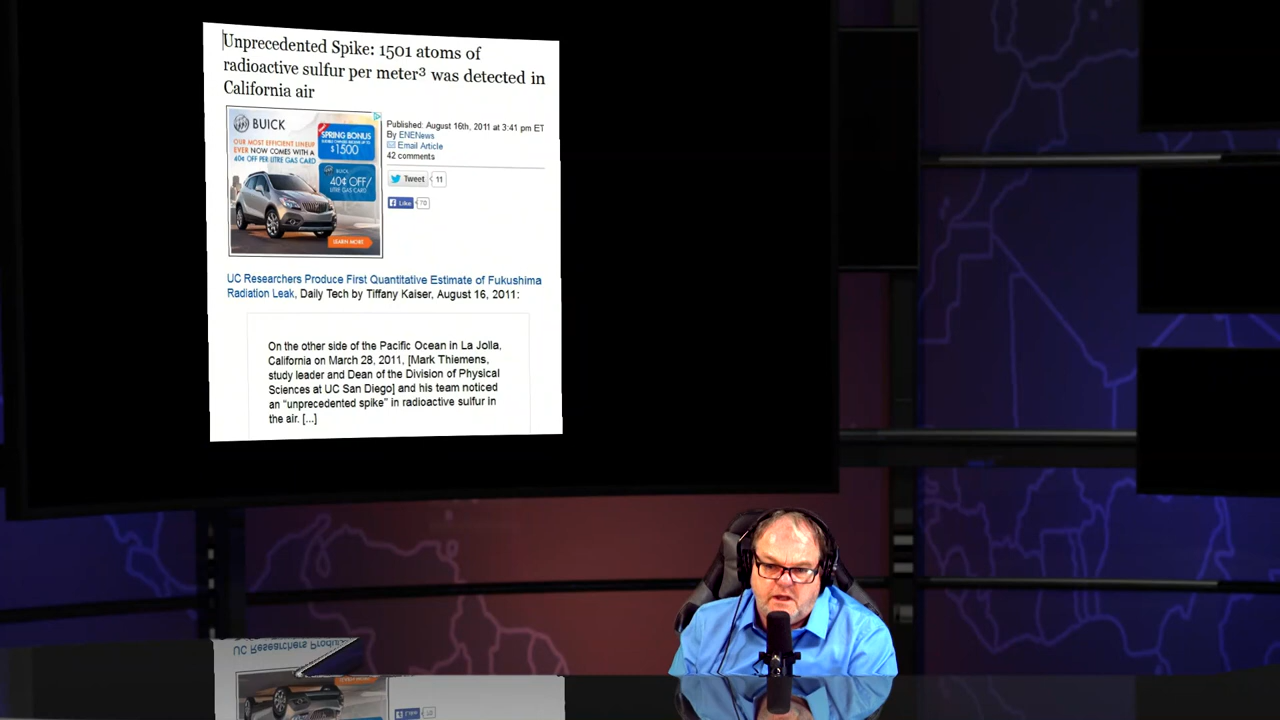 Unprecedented Spike: 1501 atoms of
radioactive sulfur per meter³ was detected in
California air
BUICK
OUR MOST EFFICIENT LINEUP
EVER NOW COMES WITH A
40¢ OFF PER LITRE GAS CARD
SPRING BONUS
$1500
BUICK
40¢ OFF/
LITRE GAS CARD
LEARN MORE
Published: August 16th, 2011 at 3:41 pm ET
By ENENews
Email Article
42 comments
Tweet 11
Like 70
UC Researchers Produce First Quantitative Estimate of Fukushima
Radiation Leak, Daily Tech by Tiffany Kaiser, August 16, 2011:
On the other side of the Pacific Ocean in La Jolla,
California on March 28, 2011, [Mark Thiemens,
study leader and Dean of the Division of Physical
Sciences at UC San Diego] and his team noticed
an “unprecedented spike” in radioactive sulfur in
the air. [...]